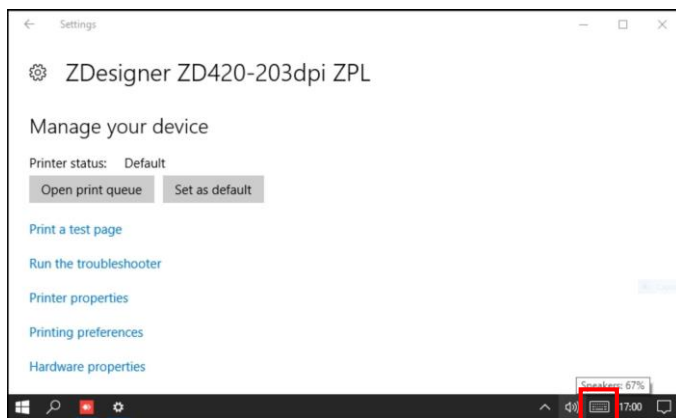 Settings
ZDesigner ZD420-203dpi ZPL
Manage your device
Printer status: Default
Open print queue Set as default
Print a test page
Run the troubleshooter
Printer properties
Printing preferences
Hardware properties
Speakers: 67%
17:00